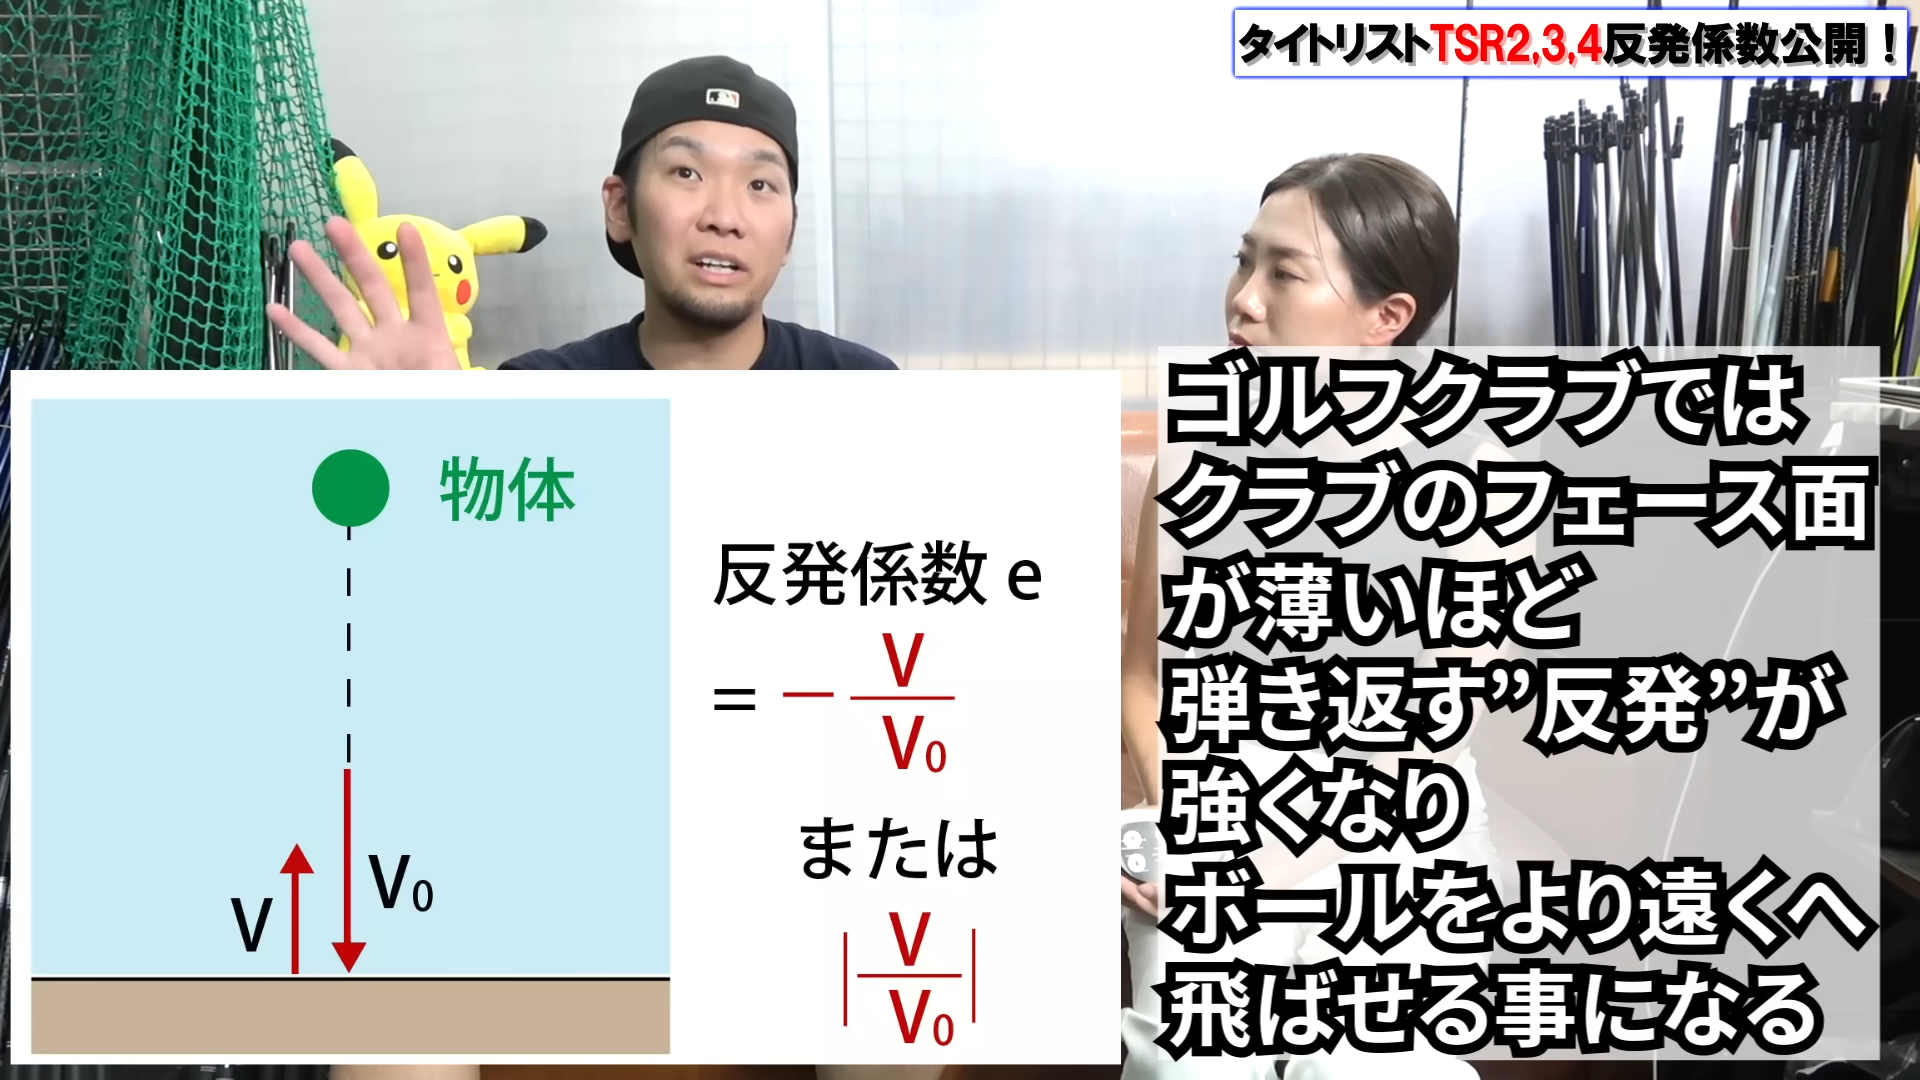 タイトリストTSR2,3,4反発係数公開！
物体
反発係数 e
= − V / V₀
または
| V / V₀ |
V
V₀
ゴルフクラブでは
クラブのフェース面
が薄いほど
弾き返す”反発”が
強くなり
ボールをより遠くへ
飛ばせる事になる